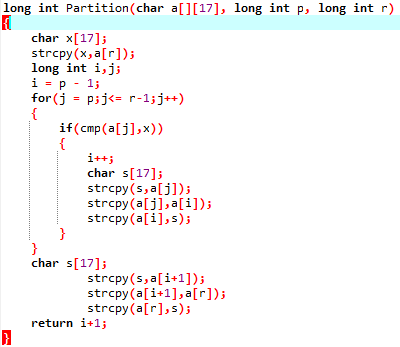 long int Partition(char a[][17], long int p, long int r)
{
char x[17];
strcpy(x,a[r]);
long int i,j;
i = p - 1;
for(j = p;j<= r-1;j++)
{
if(cmp(a[j],x))
{
i++;
char s[17];
strcpy(s,a[j]);
strcpy(a[j],a[i]);
strcpy(a[i],s);
}
}
char s[17];
strcpy(s,a[i+1]);
strcpy(a[i+1],a[r]);
strcpy(a[r],s);
return i+1;
}